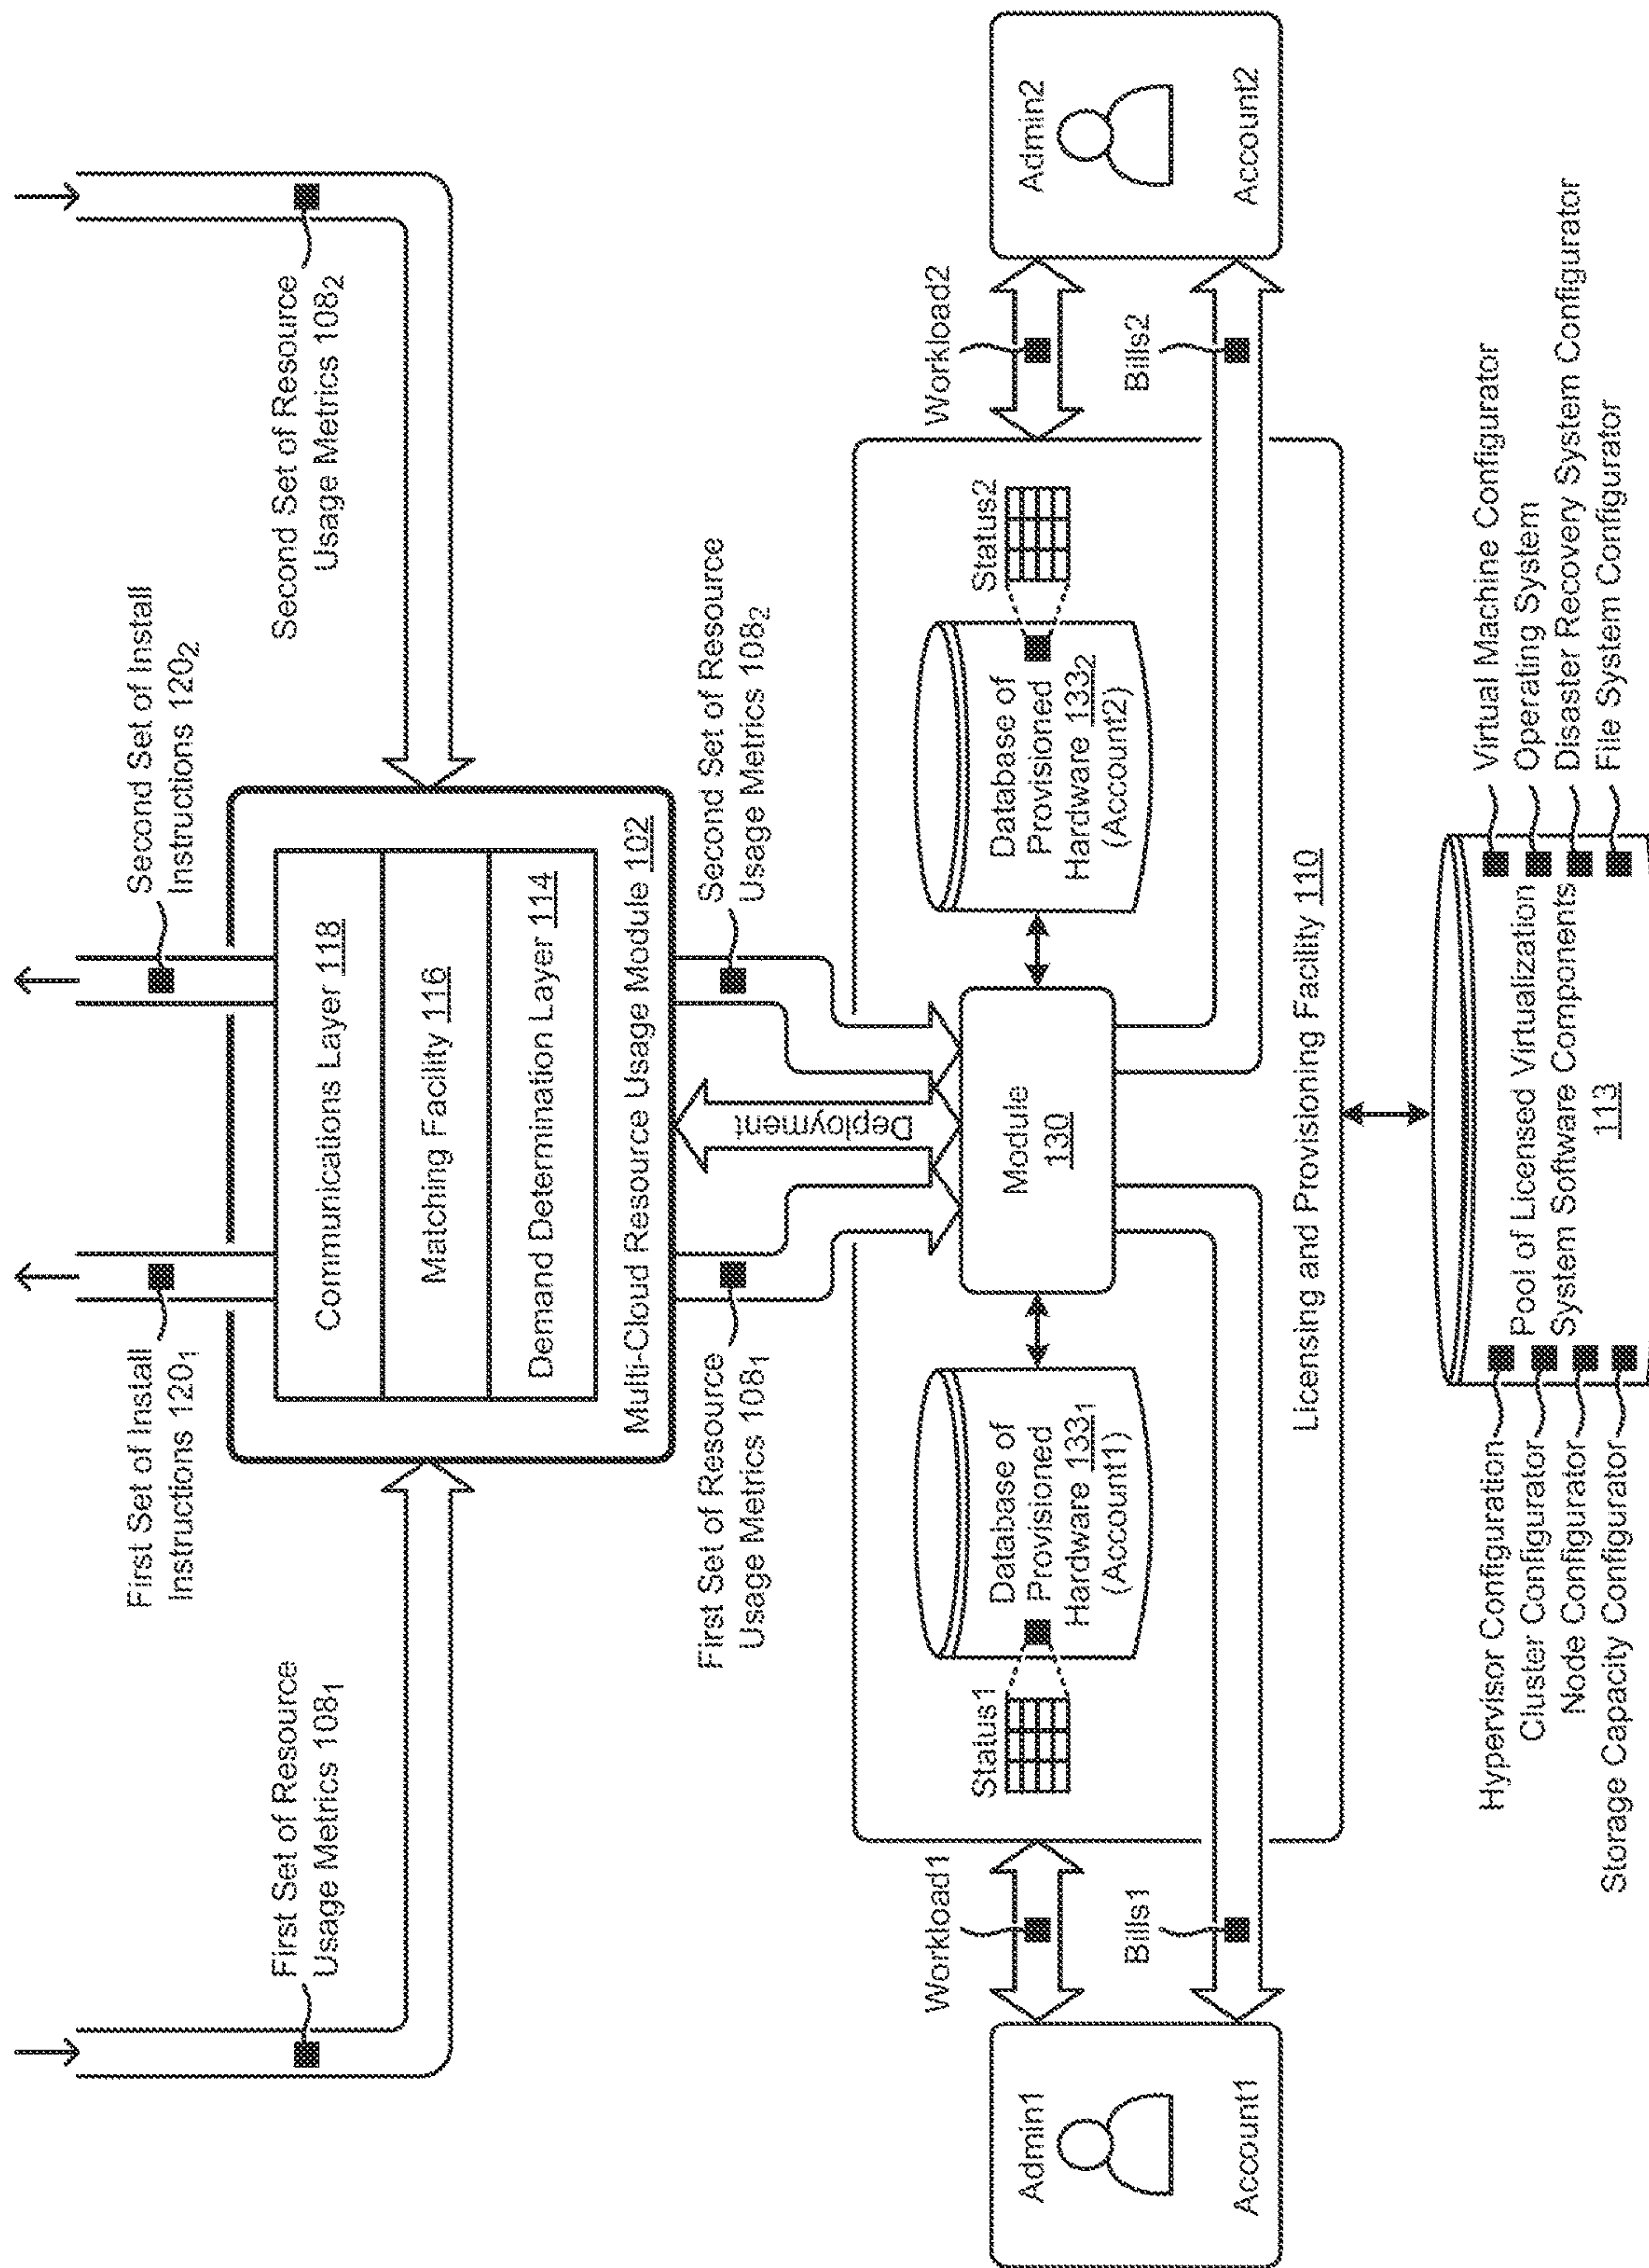 First Set of Resource
Usage Metrics 108₁
First Set of Install
Instructions 120₁
Second Set of Install
Instructions 120₂
Second Set of Resource
Usage Metrics 108₂
Communications Layer 118
Matching Facility 116
Demand Determination Layer 114
Multi-Cloud Resource Usage Module 102
First Set of Resource
Usage Metrics 108₁
Deployment
Second Set of Resource
Usage Metrics 108₂
Admin1
Account1
Workload1
Bills1
Status1
Database of
Provisioned
Hardware 133₁
(Account1)
Module
130
Database of
Provisioned
Hardware 133₂
(Account2)
Status2
Workload2
Bills2
Admin2
Account2
Licensing and Provisioning Facility 110
Hypervisor Configuration
Cluster Configurator
Node Configurator
Storage Capacity Configurator
Pool of Licensed Virtualization
System Software Components
113
Virtual Machine Configurator
Operating System
Disaster Recovery System Configurator
File System Configurator